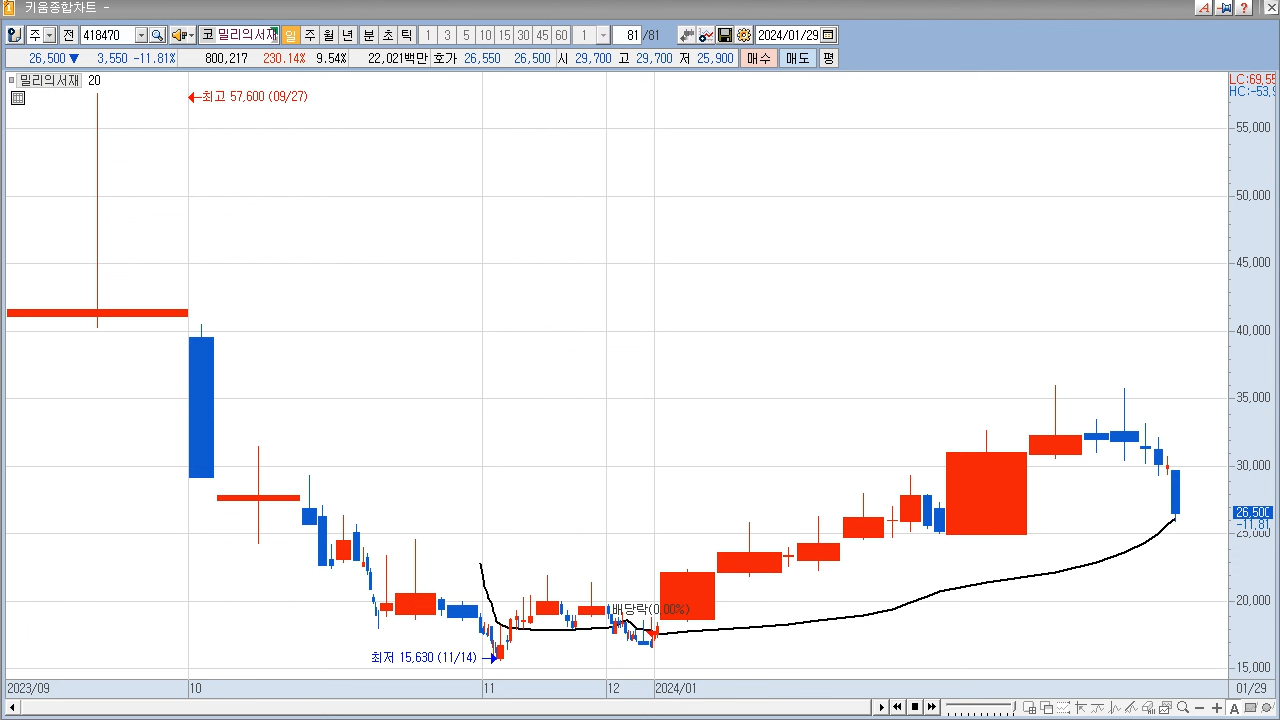 키움종합차트 -
주 전 418470 코 밀리의서재 일 주 월 년 분 초 틱 1 3 5 10 15 30 45 60 1 81 /81 2024/01/29
26,500 ▼ 3,550 -11.81% 800,217 230.14% 9.54% 22,021백만 호가 26,550 26,500 시 29,700 고 29,700 저 25,900 매수 매도 평
밀리의서재 20
LC:69,55
HC:-53,9
최고 57,600 (09/27)
55,000
50,000
45,000
40,000
35,000
30,000
26,500
-11.81
25,000
20,000
배당락(0.00%)
최저 15,630 (11/14)
15,000
2023/09 10 11 12 2024/01 01/29
A